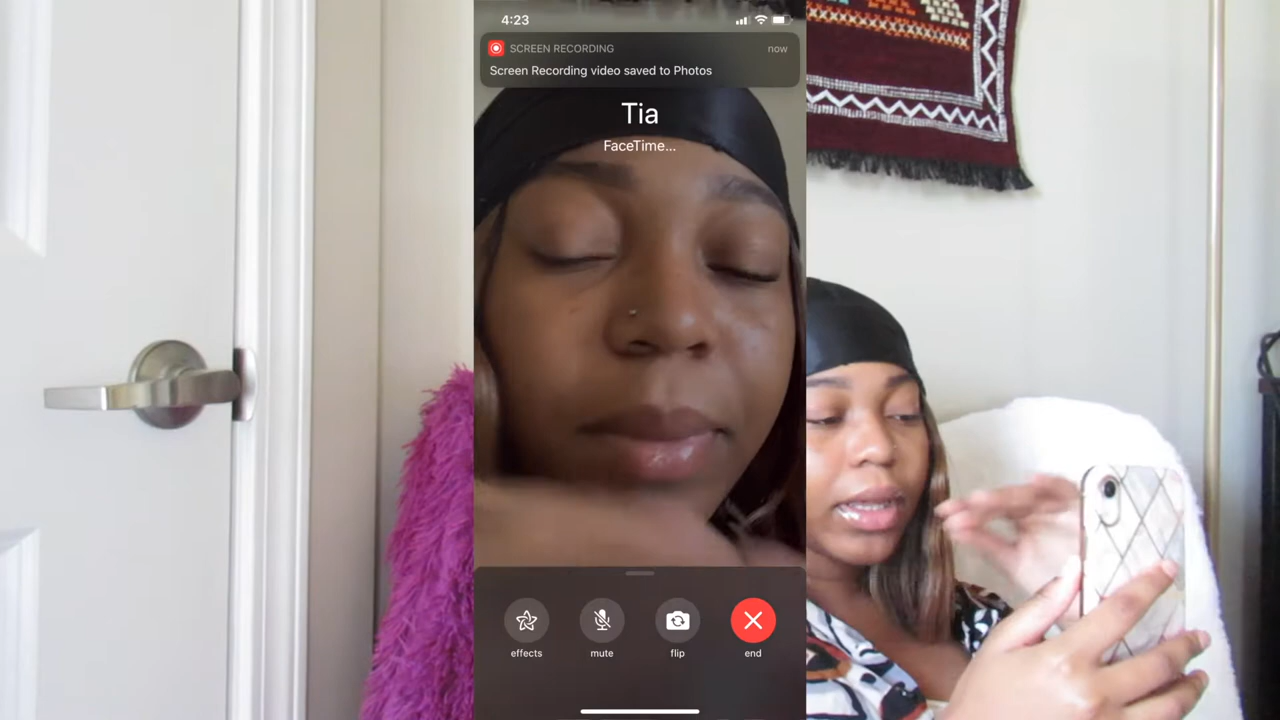 4:23
SCREEN RECORDING now
Screen Recording video saved to Photos
Tia
FaceTime...
effects mute flip end